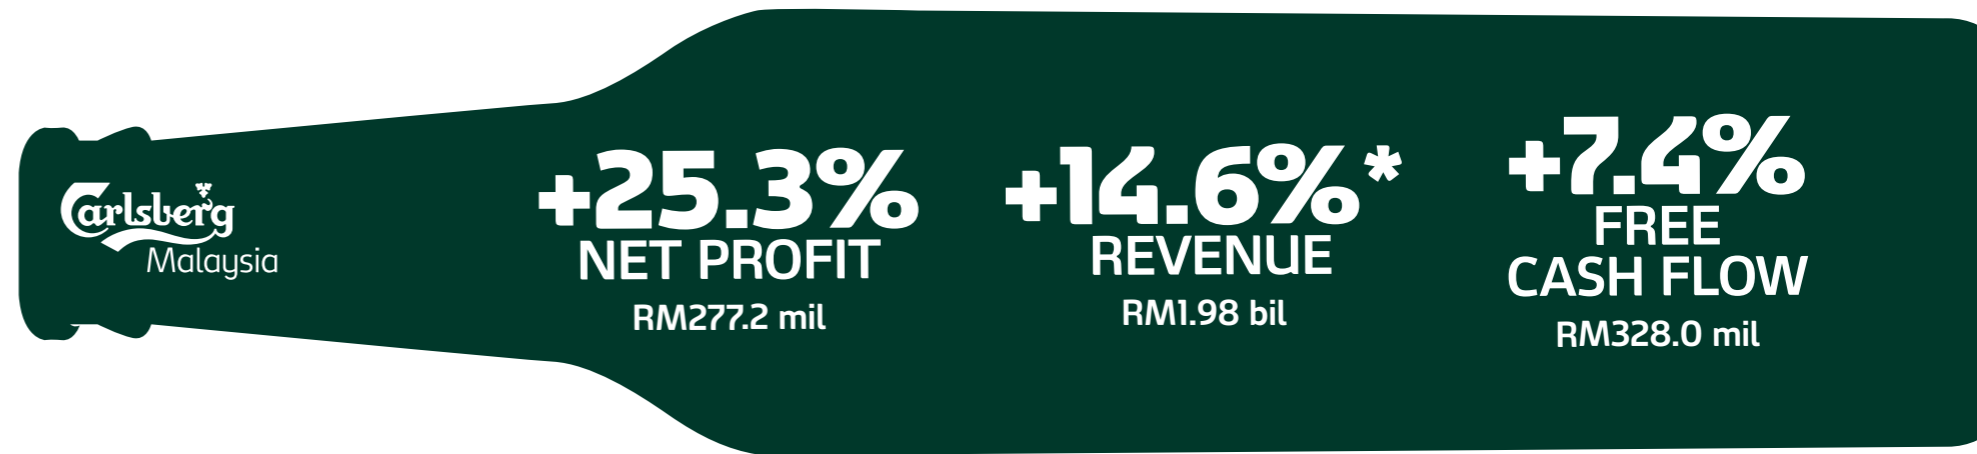 Carlsberg
Malaysia
+25.3%
NET PROFIT
RM277.2 mil
+14.6%*
REVENUE
RM1.98 bil
+7.4%
FREE
CASH FLOW
RM328.0 mil